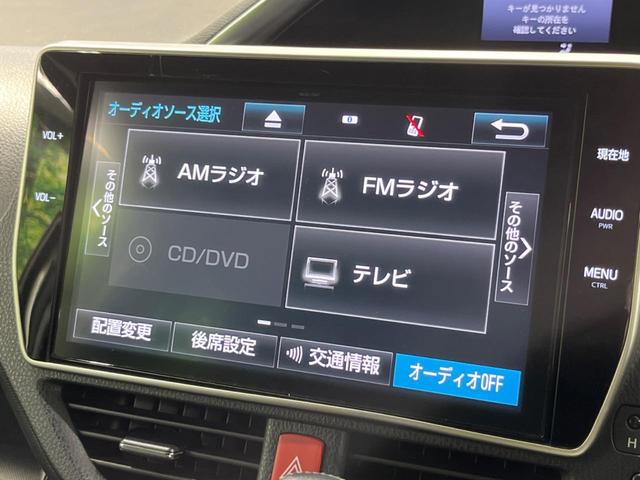 キーが見つかりません
キーの所在を
確認してください
オーディオソース選択
VOL+
VOL-
現在地
AUDIO
PWR
MENU
CTRL
その他のソース
AMラジオ
FMラジオ
その他のソース
CD/DVD
テレビ
配置変更
後席設定
交通情報
オーディオOFF
H